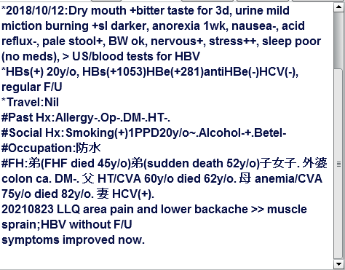 *2018/10/12:Dry mouth +bitter taste for 3d, urine mild
miction burning +sl darker, anorexia 1wk, nausea-, acid
reflux-, pale stool+, BW ok, nervous+, stress++, sleep poor
(no meds), > US/blood tests for HBV
^HBs(+) 20y/o, HBs(+1053)HBe(+281)antiHBe(-)HCV(-),
regular F/U
*Travel:Nil
#Past Hx:Allergy-.Op-.DM-.HT-.
#Social Hx:Smoking(+)1PPD20y/o~.Alcohol-+.Betel-
#Occupation:防水
#FH:弟(FHF died 45y/o)弟(sudden death 52y/o)子女子. 外婆
colon ca. DM-. 父 HT/CVA 60y/o died 62y/o. 母 anemia/CVA
75y/o died 82y/o. 妻 HCV(+).
20210823 LLQ area pain and lower backache >> muscle
sprain;HBV without F/U
symptoms improved now.